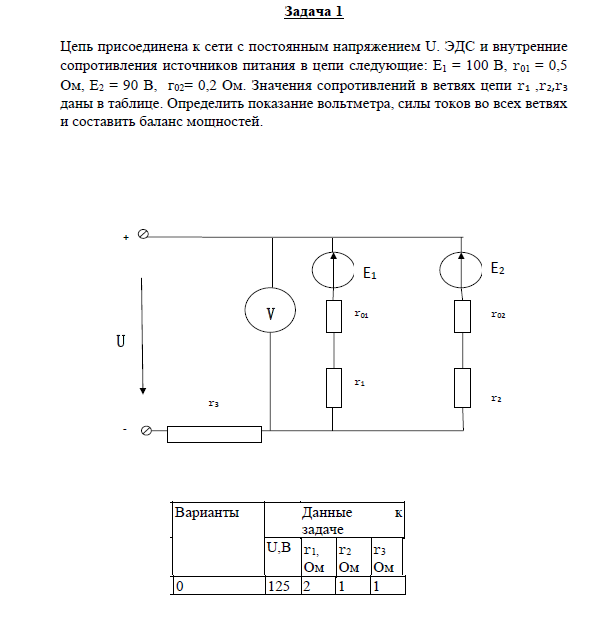 Задача 1
Цепь присоединена к сети с постоянным напряжением U. ЭДС и внутренние
сопротивления источников питания в цепи следующие: E₁ = 100 В, r₀₁ = 0,5
Ом, E₂ = 90 В, r₀₂= 0,2 Ом. Значения сопротивлений в ветвях цепи r₁ ,r₂,r₃
даны в таблице. Определить показание вольтметра, силы токов во всех ветвях
и составить баланс мощностей.
+
E₁
E₂
V
r₀₁
r₀₂
U
r₁
r₂
r₃
-
Варианты Данные к
задаче
U,В r₁, r₂ r₃
Ом Ом Ом
0 125 2 1 1